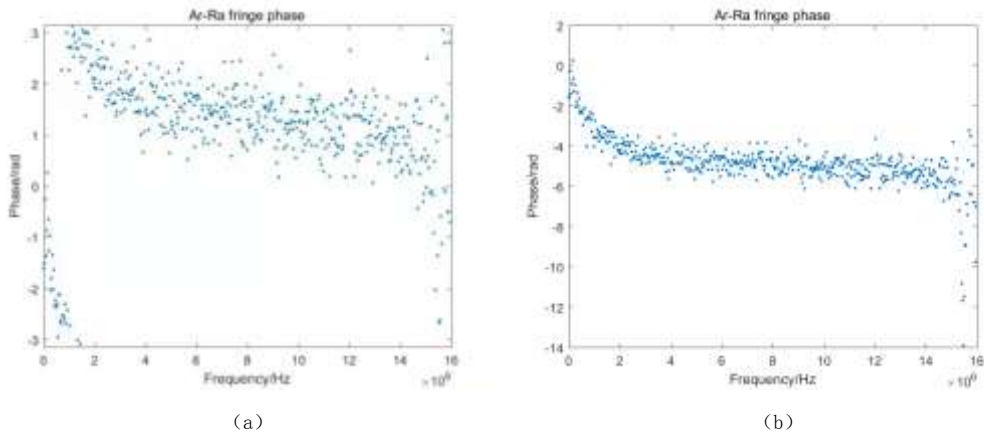 Ar-Ra fringe phase
3
2
1
0
-1
-2
-3
Phase/rad
0 2 4 6 8 10 12 14 16
Frequency/Hz
×10⁶
(a)
Ar-Ra fringe phase
2
0
-2
-4
-6
-8
-10
-12
-14
Phase/rad
0 2 4 6 8 10 12 14 16
Frequency/Hz
×10⁶
(b)